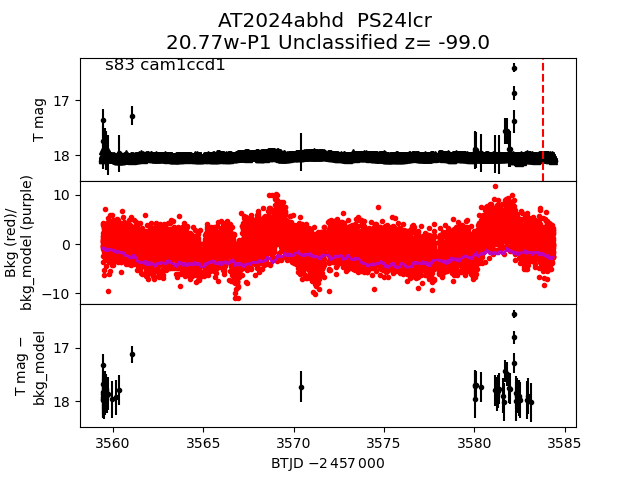 AT2024abhd  PS24lcr
20.77w-P1 Unclassified z= -99.0
s83 cam1ccd1
T mag
17
18
Bkg (red)/
bkg_model (purple)
10
0
−10
T mag −
bkg_model
17
18
3560
3565
3570
3575
3580
3585
BTJD −2 457 000